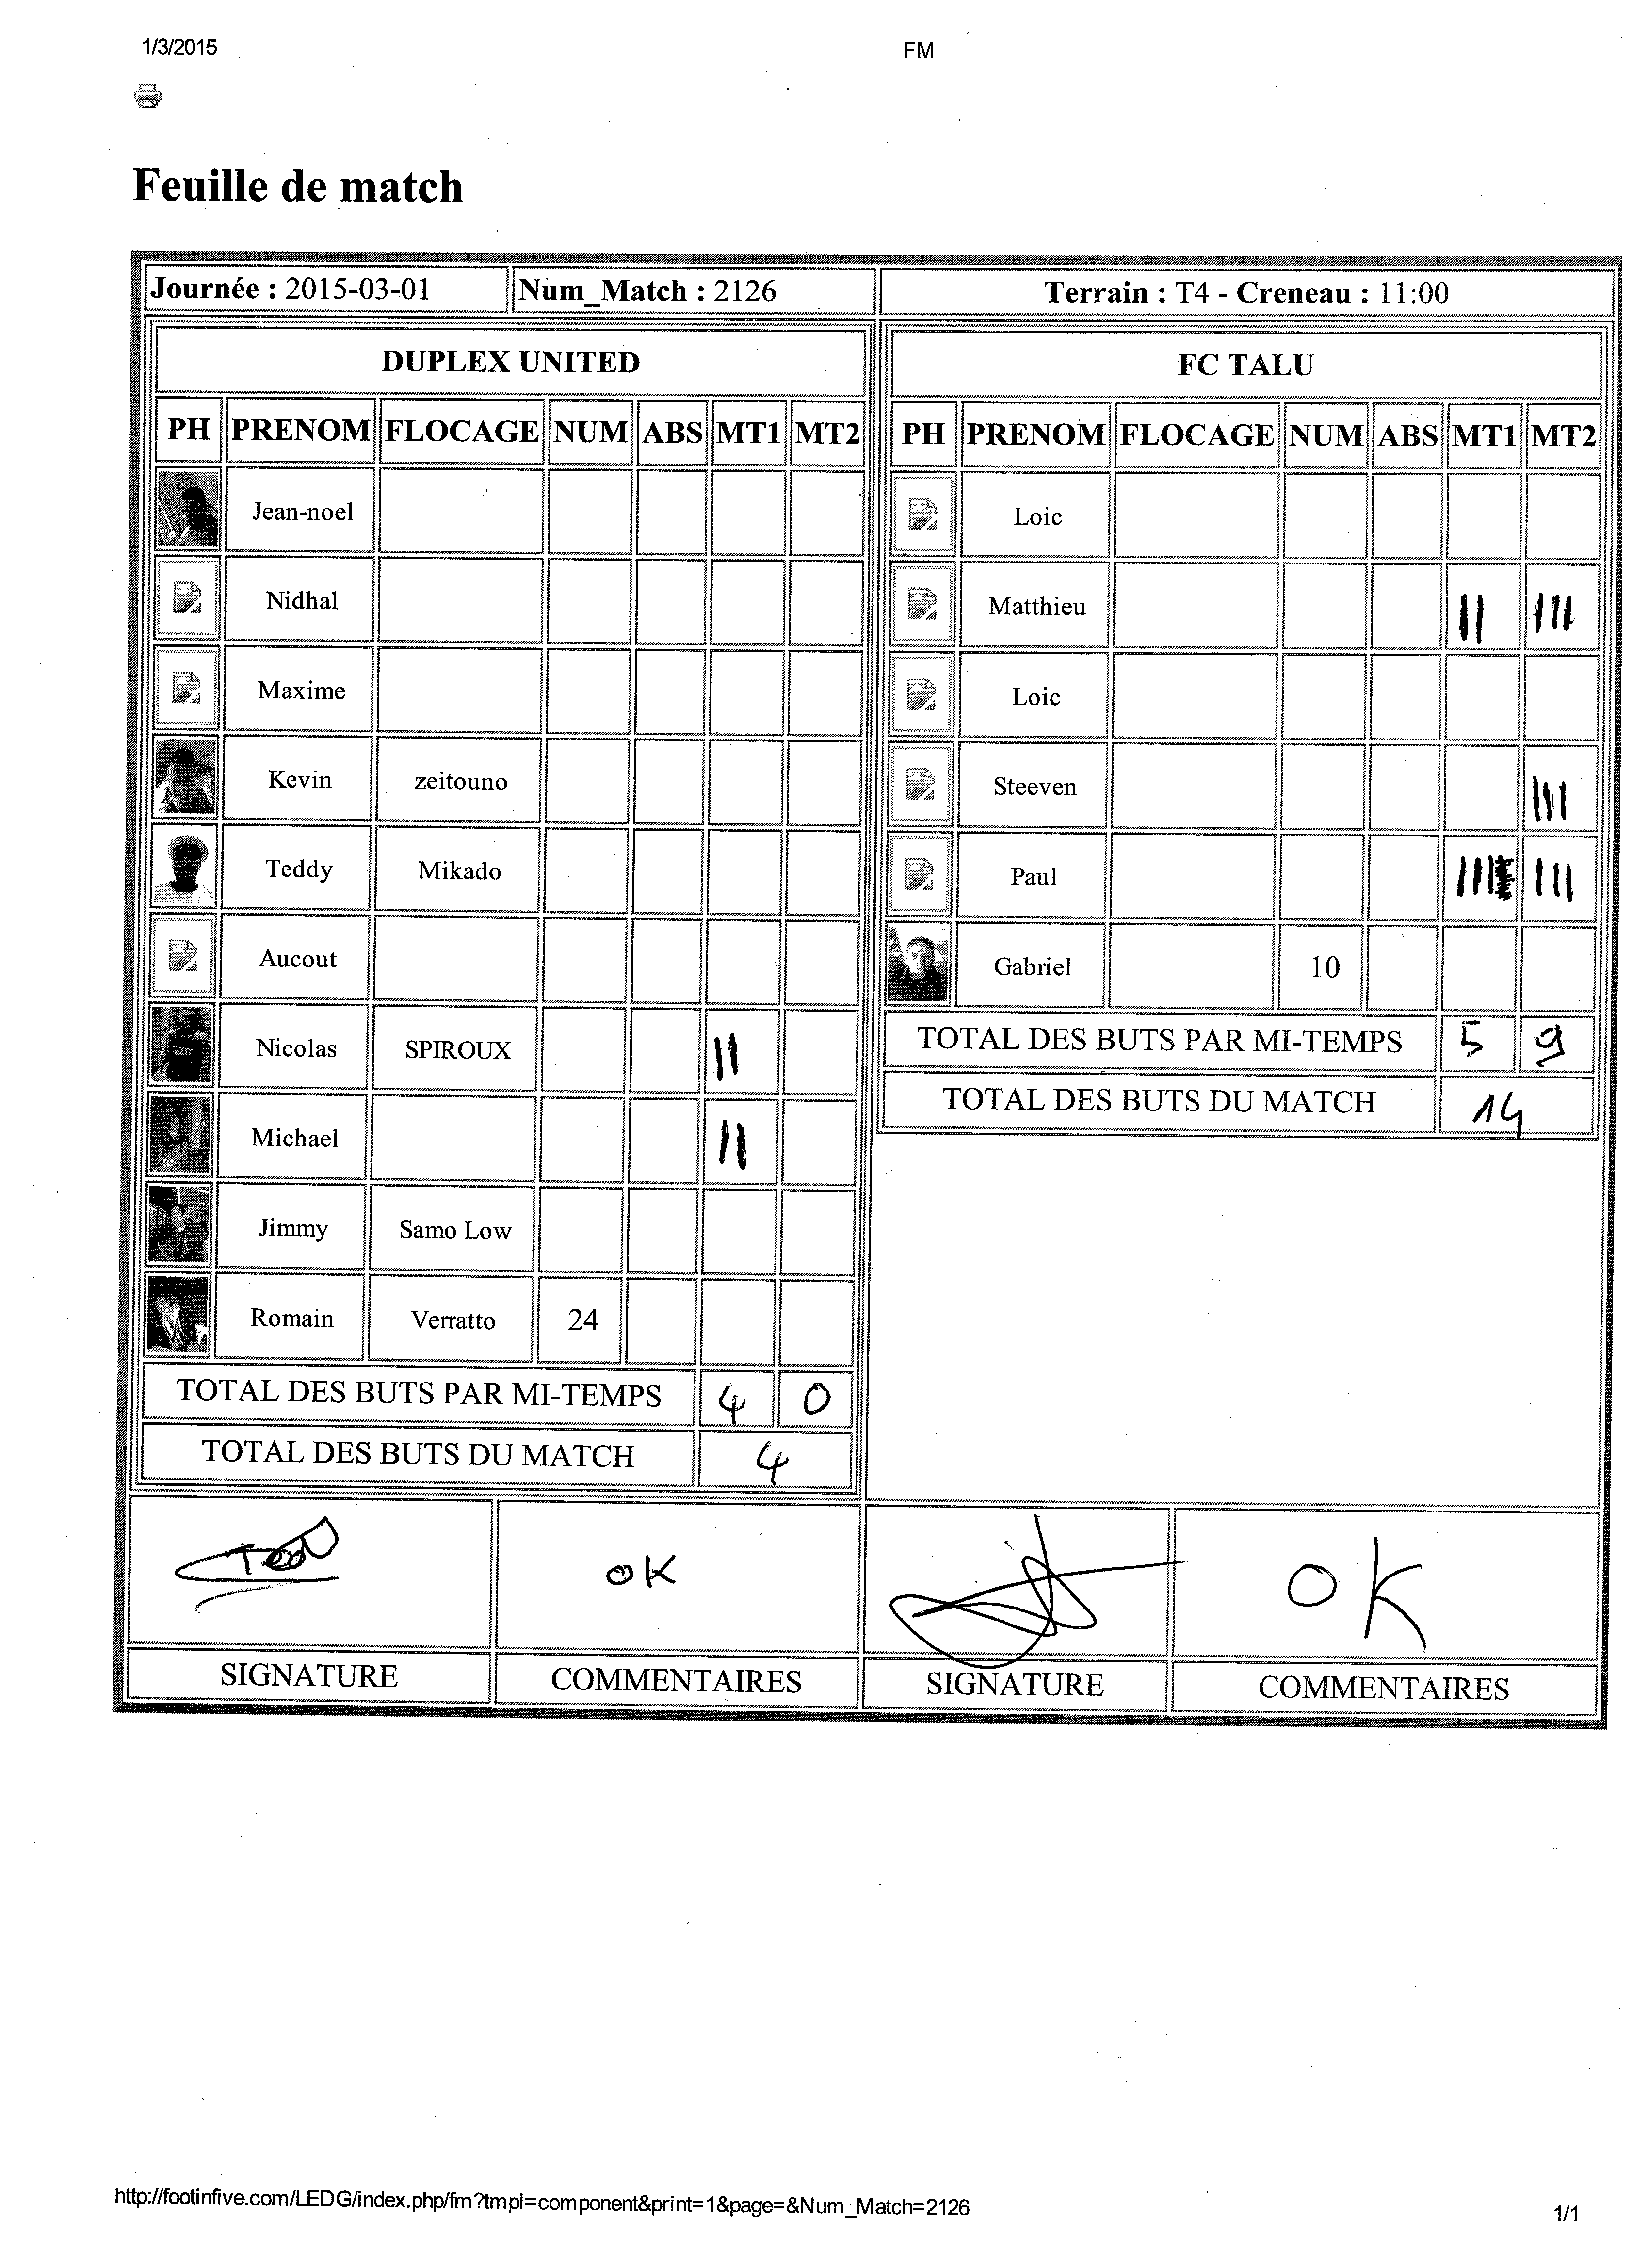 1/3/2015 FM
Feuille de match
Journée : 2015-03-01 Num_Match : 2126 Terrain : T4 - Creneau : 11:00
DUPLEX UNITED FC TALU
PH PRENOM FLOCAGE NUM ABS MT1 MT2 PH PRENOM FLOCAGE NUM ABS MT1 MT2
Jean-noel Loic
Nidhal Matthieu II III
Maxime Loic
Kevin zeitouno Steeven III
Teddy Mikado Paul III III
Aucout Gabriel 10
Nicolas SPIROUX II TOTAL DES BUTS PAR MI-TEMPS 5 9
Michael II TOTAL DES BUTS DU MATCH 14
Jimmy Samo Low
Romain Verratto 24
TOTAL DES BUTS PAR MI-TEMPS 4 0
TOTAL DES BUTS DU MATCH 4
OK OK
SIGNATURE COMMENTAIRES SIGNATURE COMMENTAIRES
http://footinfive.com/LEDG/index.php/fm?tmpl=component&print=1&page=&Num_Match=2126 1/1